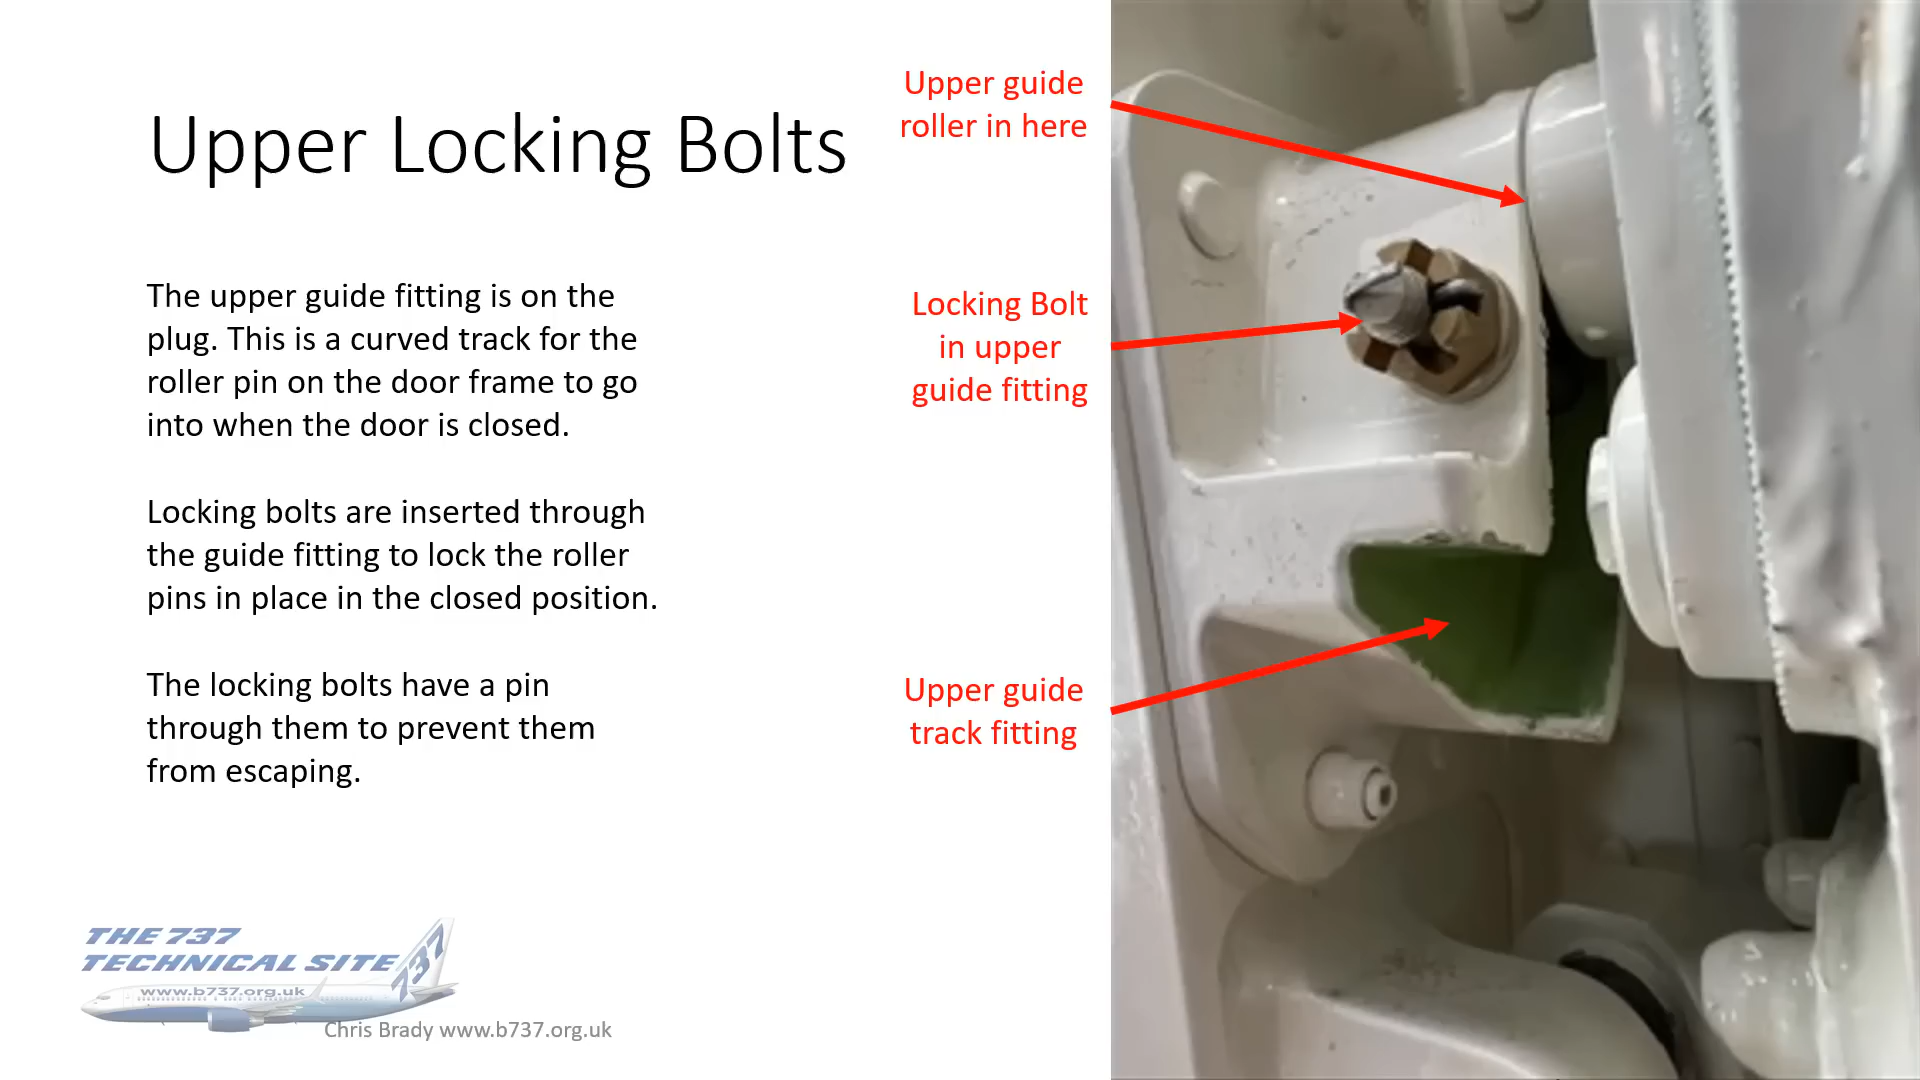 Upper Locking Bolts
The upper guide fitting is on the
plug. This is a curved track for the
roller pin on the door frame to go
into when the door is closed.
Locking bolts are inserted through
the guide fitting to lock the roller
pins in place in the closed position.
The locking bolts have a pin
through them to prevent them
from escaping.
Upper guide
roller in here
Locking Bolt
in upper
guide fitting
Upper guide
track fitting
THE 737
TECHNICAL SITE
737
www.b737.org.uk
Chris Brady www.b737.org.uk